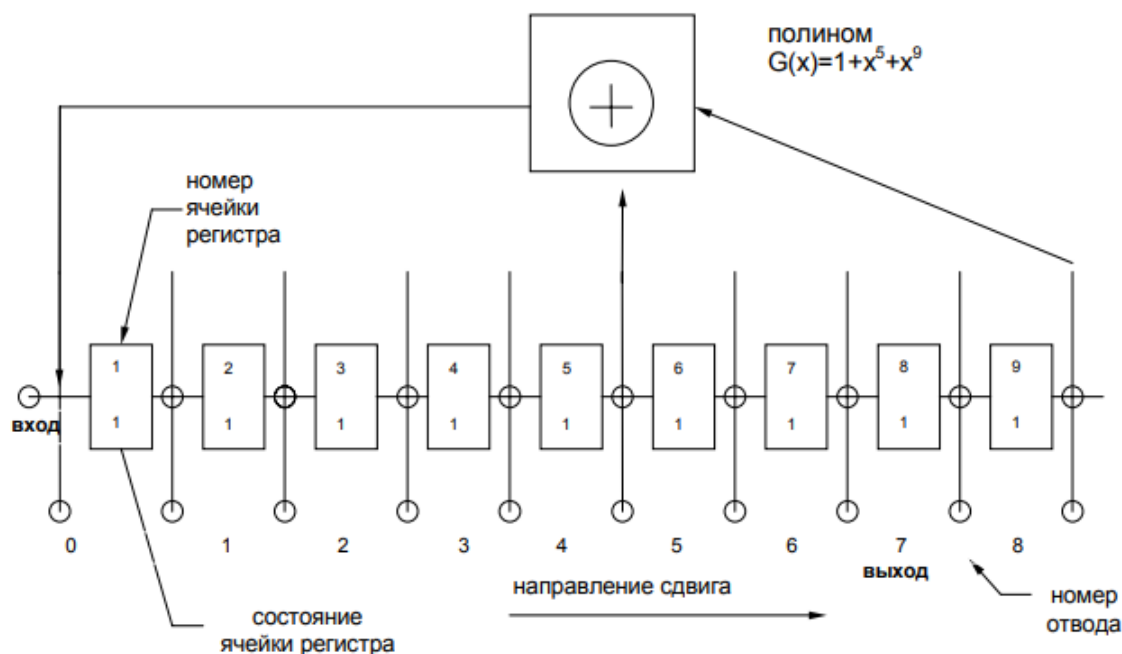 полином
G(x)=1+x⁵+x⁹
номер
ячейки
регистра
1 2 3 4 5 6 7 8 9
1 1 1 1 1 1 1 1 1
вход
0 1 2 3 4 5 6 7 8
выход
направление сдвига
номер
отвода
состояние
ячейки регистра